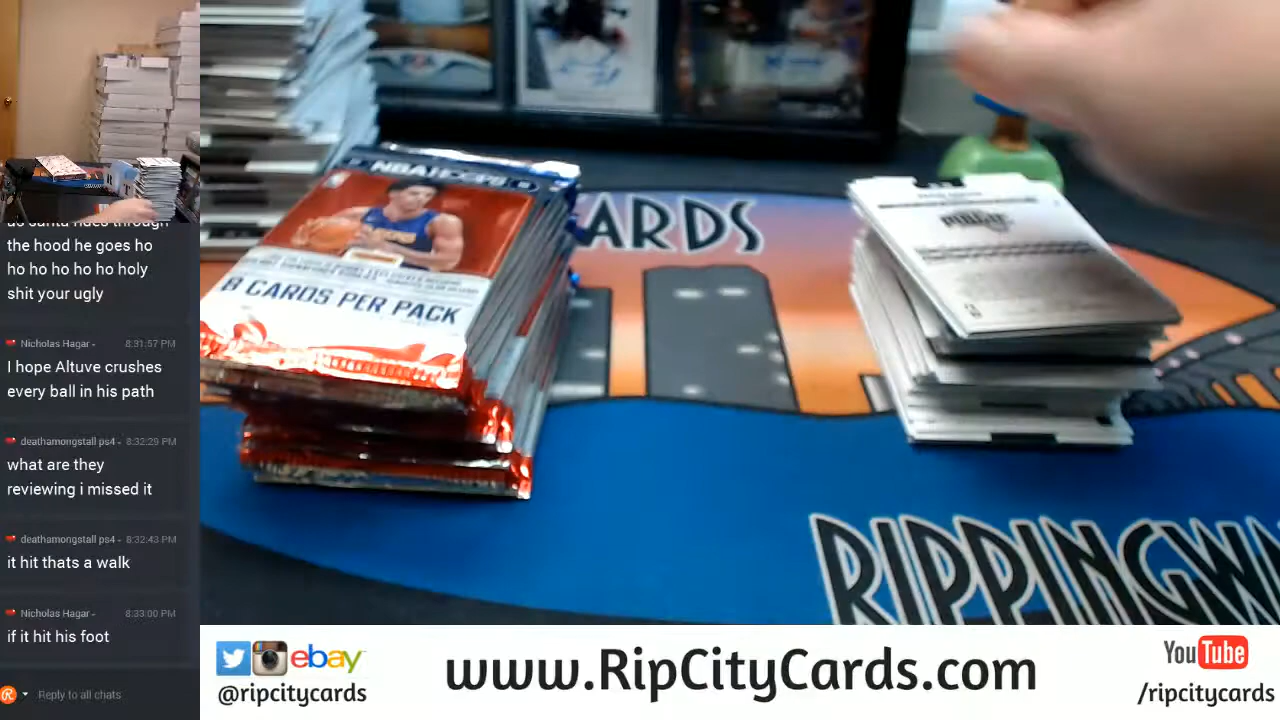 us Santa rides through
the hood he goes ho
ho ho ho ho ho holy
shit your ugly
Nicholas Hagar - 8:31:57 PM
I hope Altuve crushes
every ball in his path
deathamongstall ps4 - 8:32:29 PM
what are they
reviewing i missed it
deathamongstall ps4 - 8:32:43 PM
it hit thats a walk
Nicholas Hagar - 8:33:00 PM
if it hit his foot
Reply to all chats
NBA HOOPS
8 CARDS PER PACK
CARDS
RIPPINGW
ebay
@ripcitycards
www.RipCityCards.com
YouTube
/ripcitycards